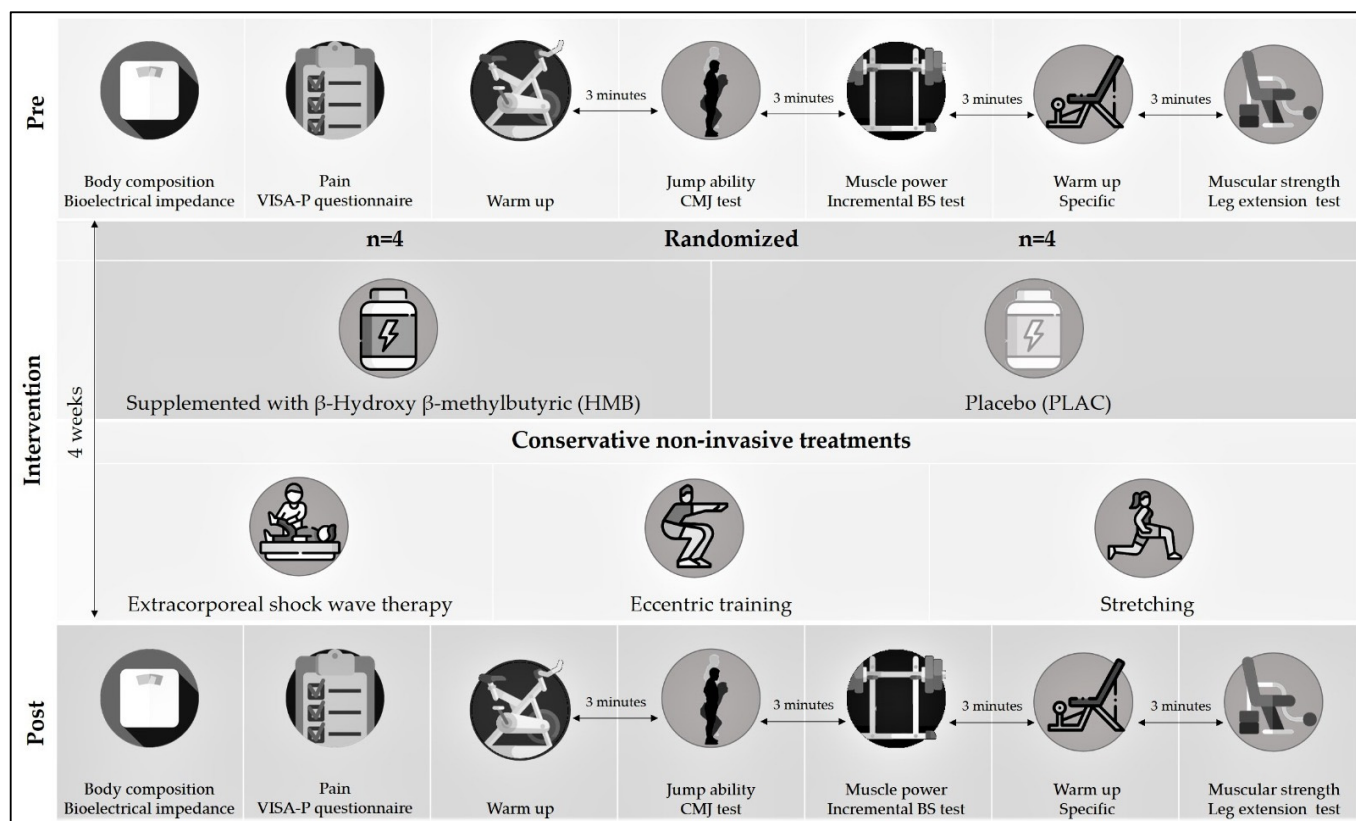 Pre
3 minutes
3 minutes
3 minutes
3 minutes
Body composition
Bioelectrical impedance
Pain
VISA-P questionnaire
Warm up
Jump ability
CMJ test
Muscle power
Incremental BS test
Warm up
Specific
Muscular strength
Leg extension test
Intervention
4 weeks
n=4
Randomized
n=4
Supplemented with β-Hydroxy β-methylbutyric (HMB)
Placebo (PLAC)
Conservative non-invasive treatments
Extracorporeal shock wave therapy
Eccentric training
Stretching
Post
3 minutes
3 minutes
3 minutes
3 minutes
Body composition
Bioelectrical impedance
Pain
VISA-P questionnaire
Warm up
Jump ability
CMJ test
Muscle power
Incremental BS test
Warm up
Specific
Muscular strength
Leg extension test